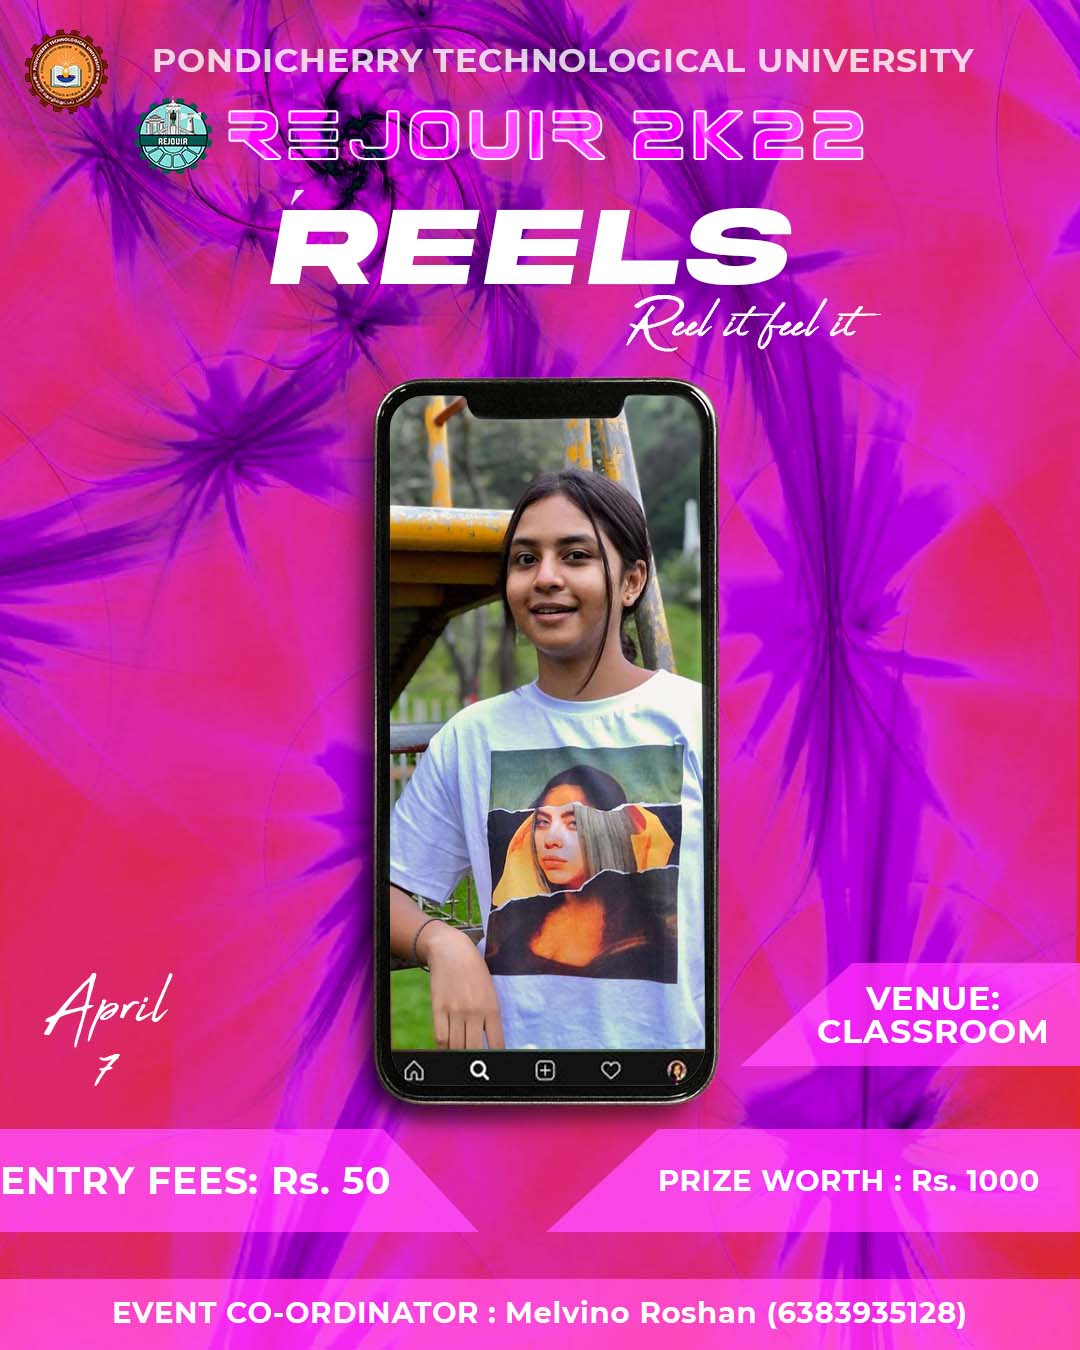 PONDICHERRY TECHNOLOGICAL UNIVERSITY
REJOUIR
REJOUIR 2K22
REELS
Reel it feel it
April
7
VENUE:
CLASSROOM
ENTRY FEES: Rs. 50
PRIZE WORTH : Rs. 1000
EVENT CO-ORDINATOR : Melvino Roshan (6383935128)